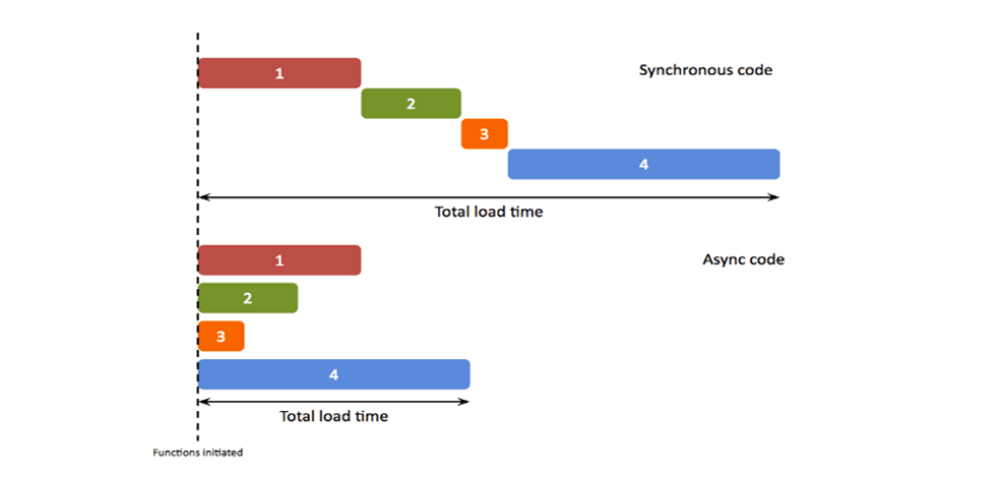 1
Synchronous code
2
3
4
Total load time
1
Async code
2
3
4
Total load time
Functions initiated